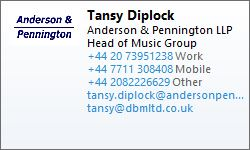 Anderson &
Pennington
Tansy Diplock
Anderson & Pennington LLP
Head of Music Group
+44 20 73951238 Work
+44 7711 308408 Mobile
+44 2082226629 Other
tansy.diplock@andersonpen...
tansy@dbmltd.co.uk